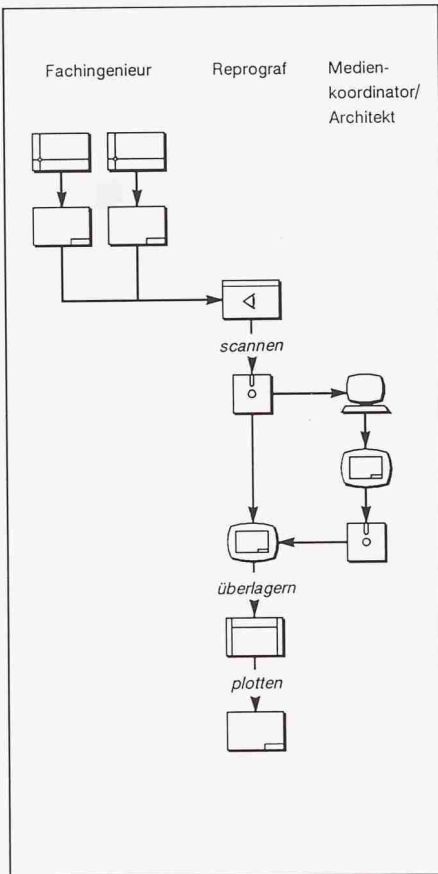 Fachingenieur
Reprograf
Medien-
koordinator/
Architekt
scannen
überlagern
plotten